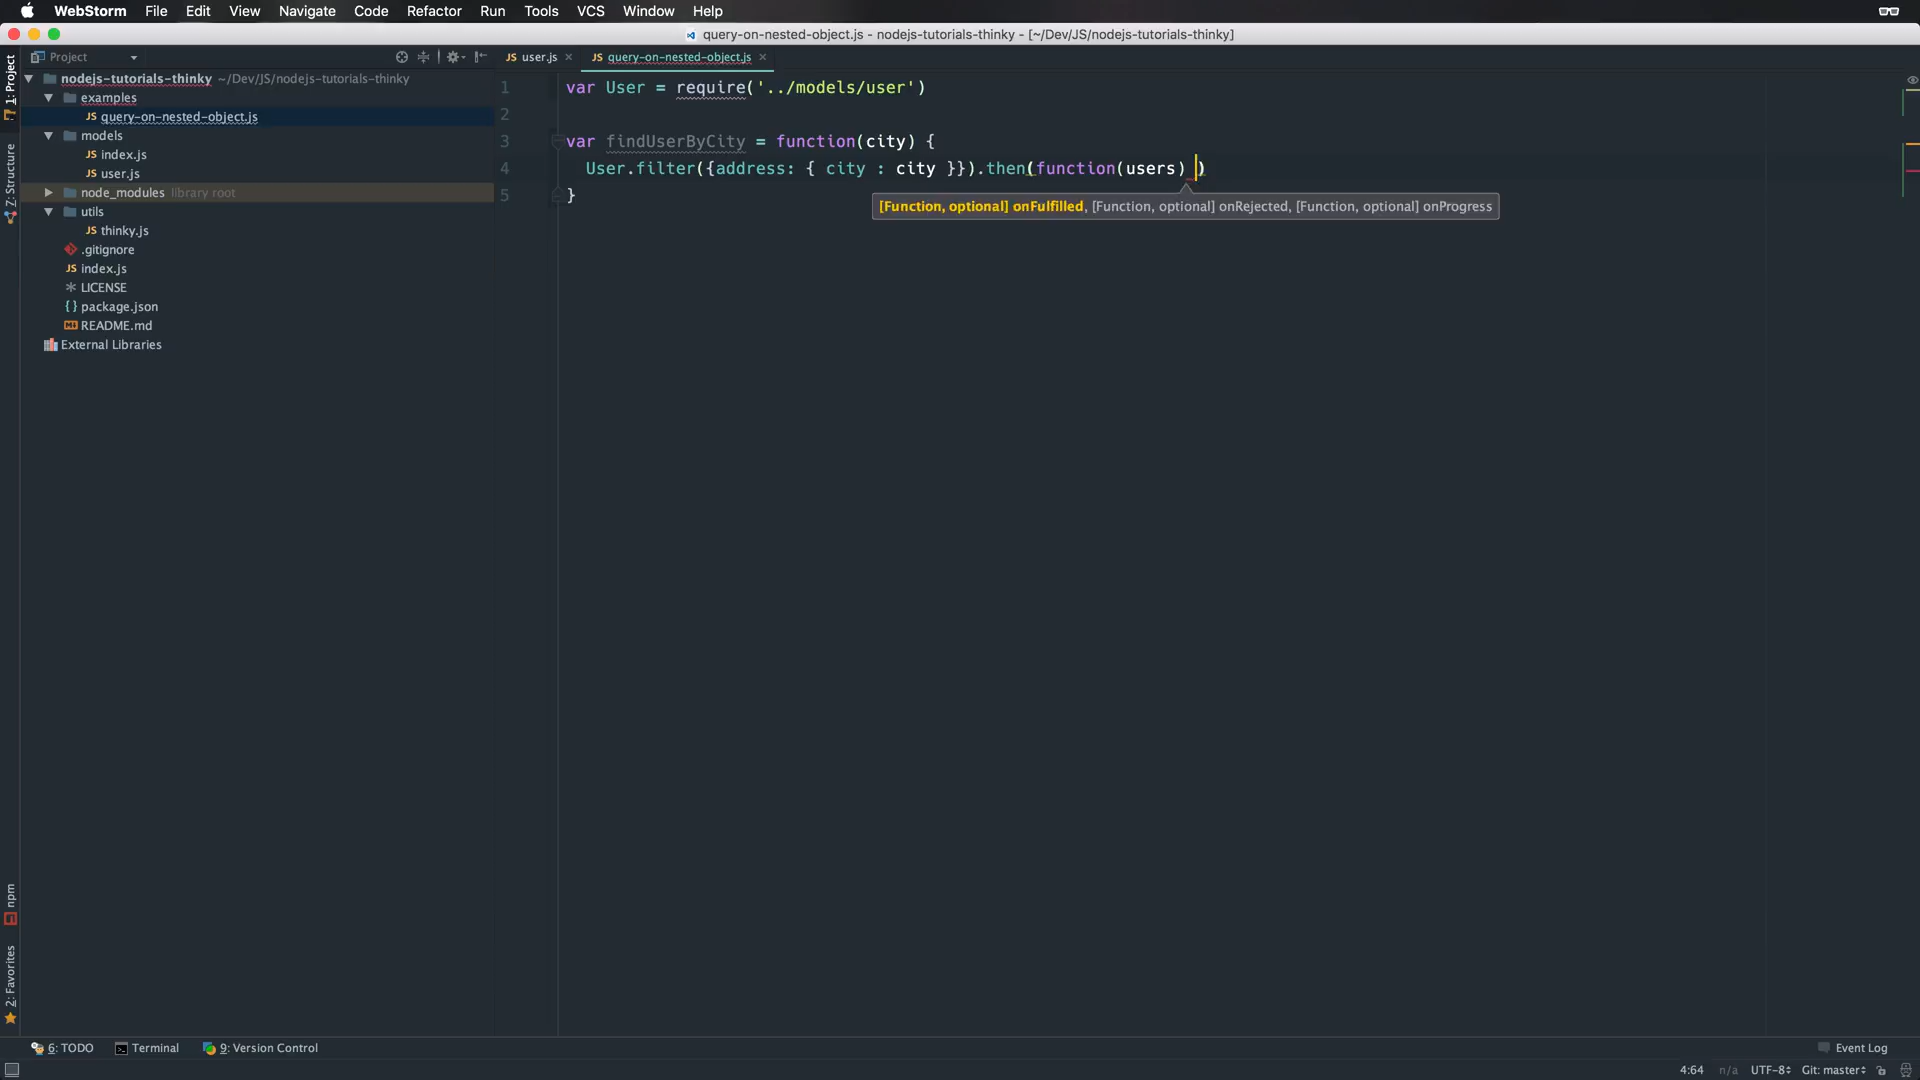 WebStorm File Edit View Navigate Code Refactor Run Tools VCS Window Help
query-on-nested-object.js - nodejs-tutorials-thinky - [~/Dev/JS/nodejs-tutorials-thinky]
Project
user.js
query-on-nested-object.js
1: Project
Z: Structure
npm
2: Favorites
nodejs-tutorials-thinky ~/Dev/JS/nodejs-tutorials-thinky
examples
JS query-on-nested-object.js
models
JS index.js
JS user.js
node_modules library root
utils
JS thinky.js
.gitignore
JS index.js
LICENSE
{} package.json
README.md
External Libraries
1 var User = require('../models/user')
2
3 var findUserByCity = function(city) {
4 User.filter({address: { city : city }}).then(function(users) )
[Function, optional] onFulfilled, [Function, optional] onRejected, [Function, optional] onProgress
5 }
6: TODO Terminal 9: Version Control Event Log
4:64 n/a UTF-8 Git: master